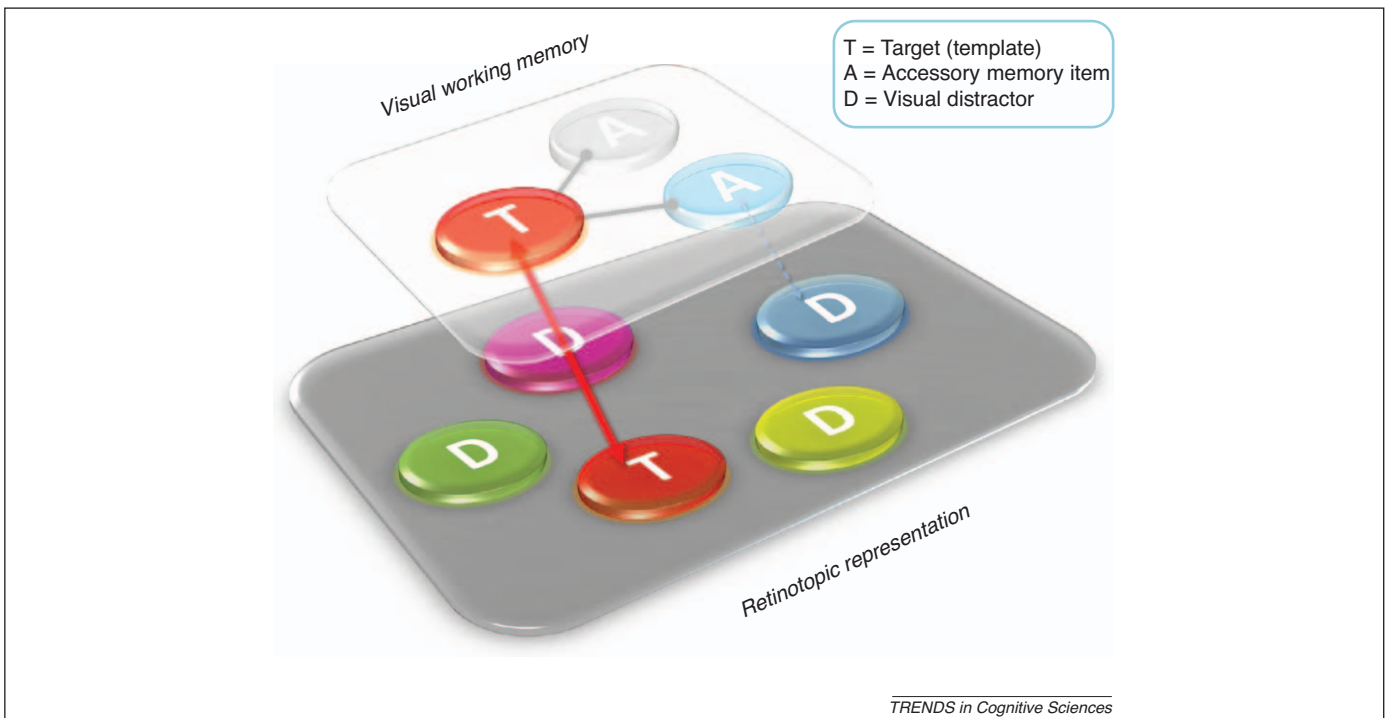 Visual working memory
T = Target (template)
A = Accessory memory item
D = Visual distractor
A
A
T
D
D
D
D
T
Retinotopic representation
TRENDS in Cognitive Sciences